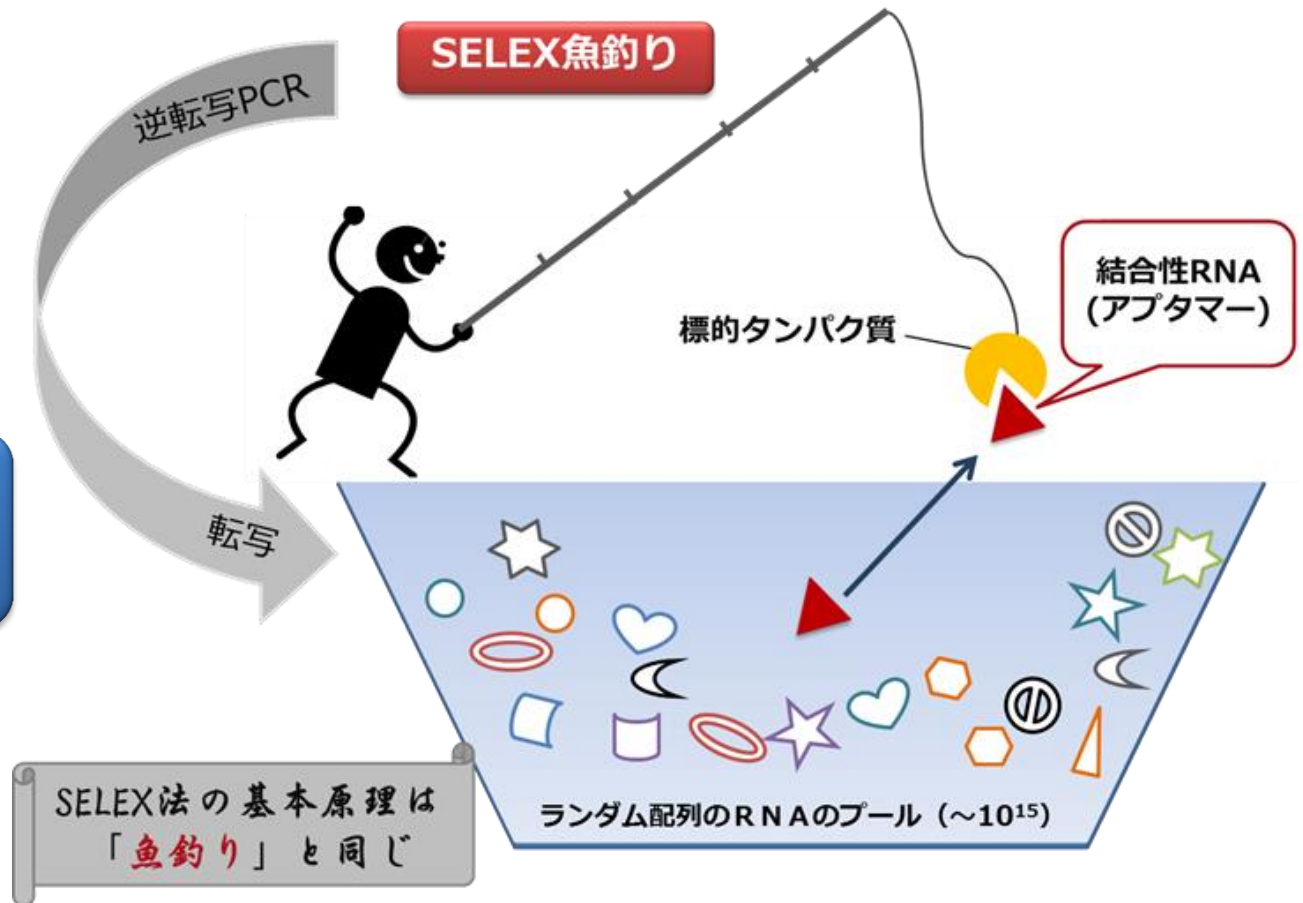 SELEX魚釣り
逆転写PCR
結合性RNA
(アプタマー)
標的タンパク質
転写
ランダム配列のRNAのプール（～10¹⁵）
SELEX法の基本原理は
「魚釣り」と同じ